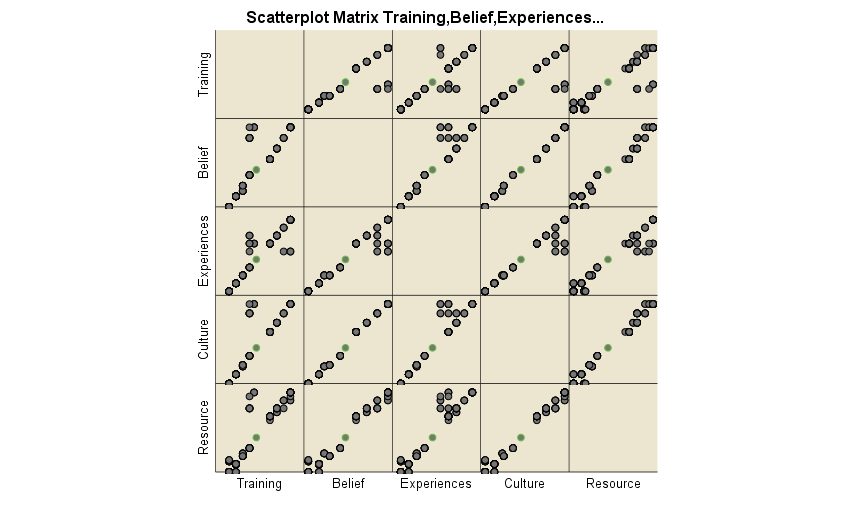 Scatterplot Matrix Training,Belief,Experiences...
Training
Belief
Experiences
Culture
Resource
Training
Belief
Experiences
Culture
Resource